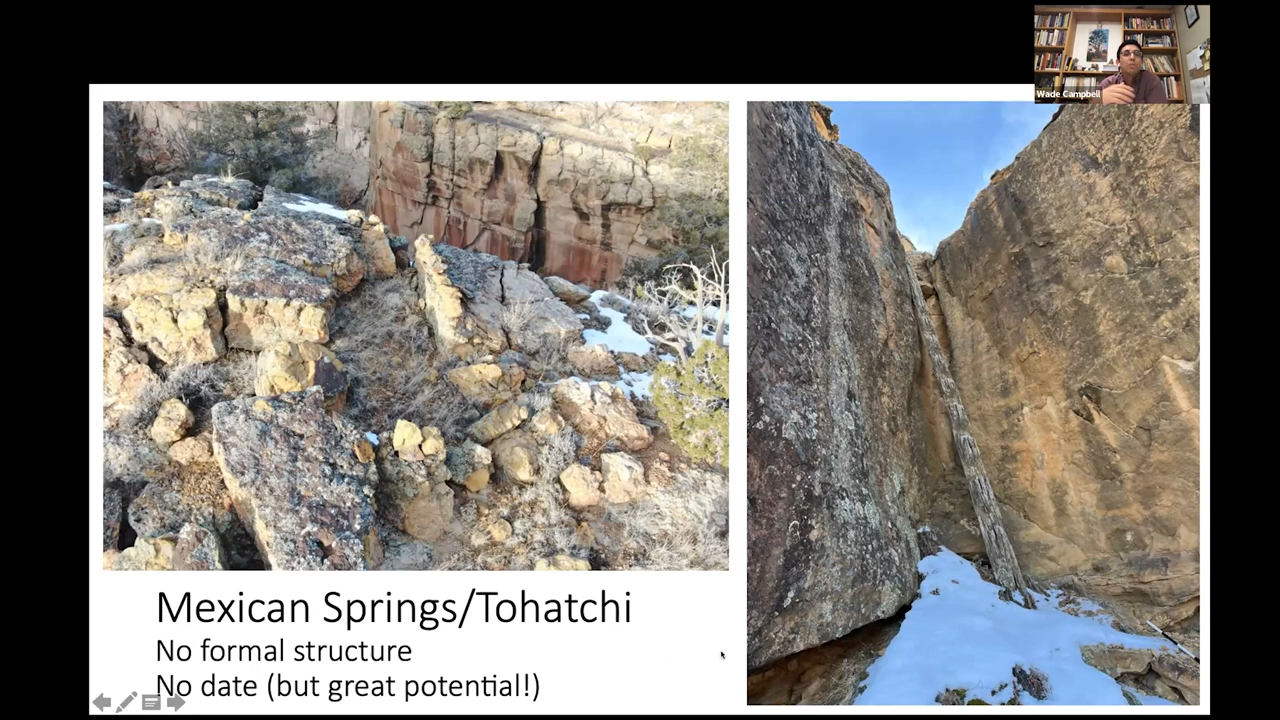 Wade Campbell
Mexican Springs/Tohatchi
No formal structure
No date (but great potential!)